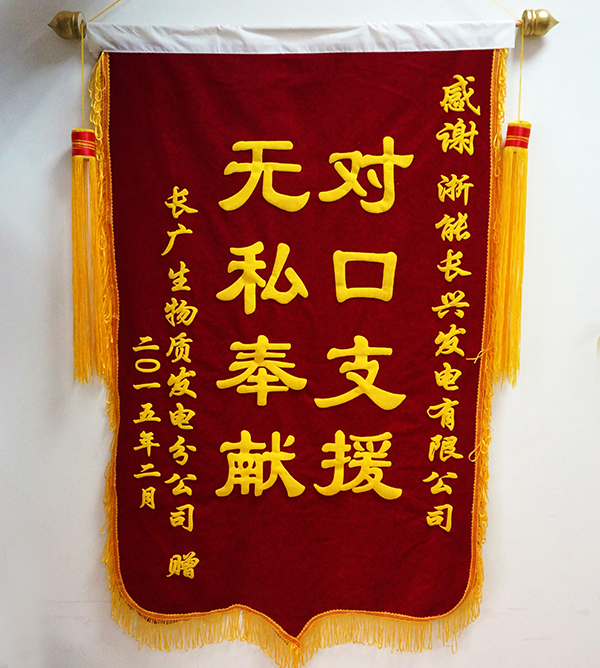 感谢 浙能长兴发电有限公司
对口支援
无私奉献
长广生物质发电分公司 赠
二〇一五年二月